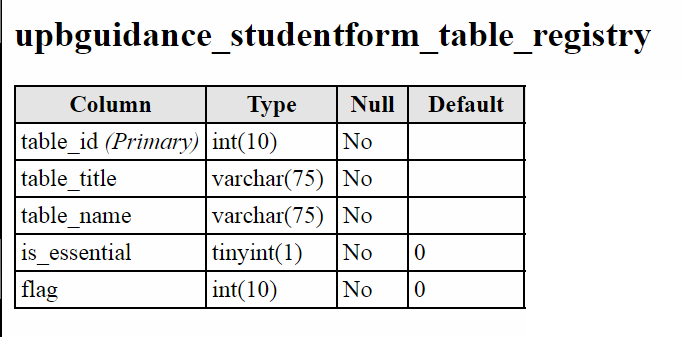 upbguidance_studentform_table_registry
Column Type Null Default
table_id (Primary) int(10) No
table_title varchar(75) No
table_name varchar(75) No
is_essential tinyint(1) No 0
flag int(10) No 0